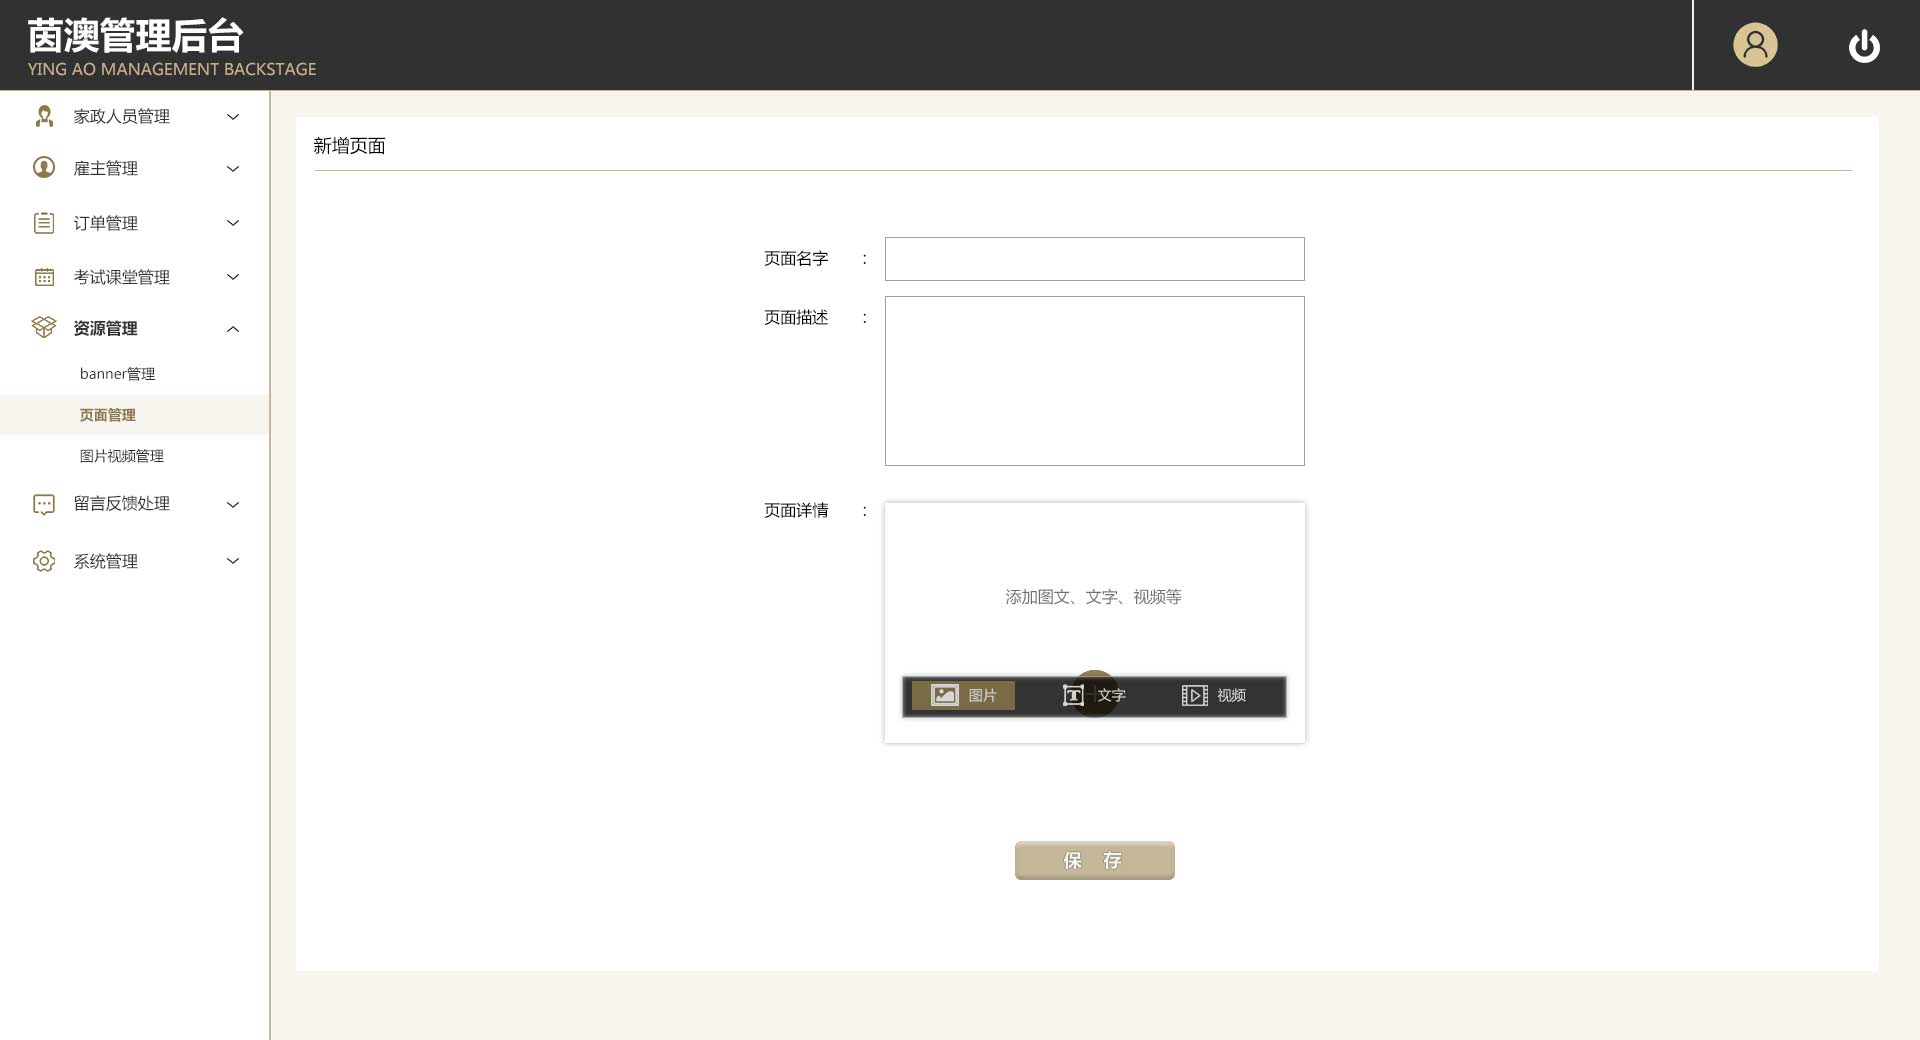 茵澳管理后台
YING AO MANAGEMENT BACKSTAGE
家政人员管理
雇主管理
订单管理
考试课堂管理
资源管理
banner管理
页面管理
图片视频管理
留言反馈处理
系统管理
新增页面
页面名字 :
页面描述 :
页面详情 :
添加图文、文字、视频等
图片 文字 视频
保 存